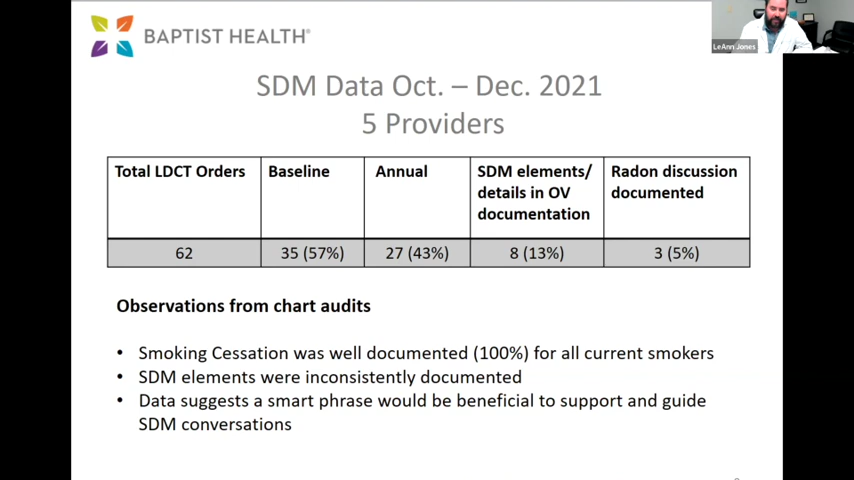 BAPTIST HEALTH®
LeAnn Jones
SDM Data Oct. – Dec. 2021
5 Providers
Total LDCT Orders
Baseline
Annual
SDM elements/
details in OV
documentation
Radon discussion
documented
62
35 (57%)
27 (43%)
8 (13%)
3 (5%)
Observations from chart audits
• Smoking Cessation was well documented (100%) for all current smokers
• SDM elements were inconsistently documented
• Data suggests a smart phrase would be beneficial to support and guide
SDM conversations